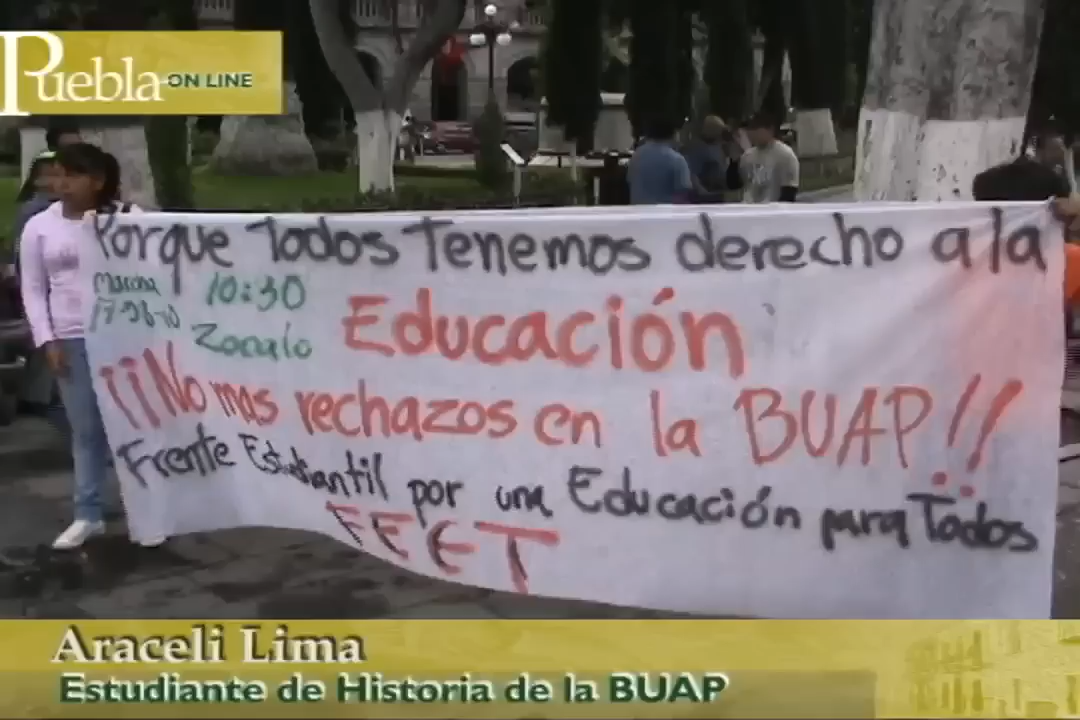 Puebla ON LINE
Porque Todos Tenemos derecho a la
Marcha 10:30
17-06-10 Zocalo
Educación
¡¡No mas rechazos en la BUAP!!
Frente Estudiantil por una Educación para Todos
FEET
Araceli Lima
Estudiante de Historia de la BUAP